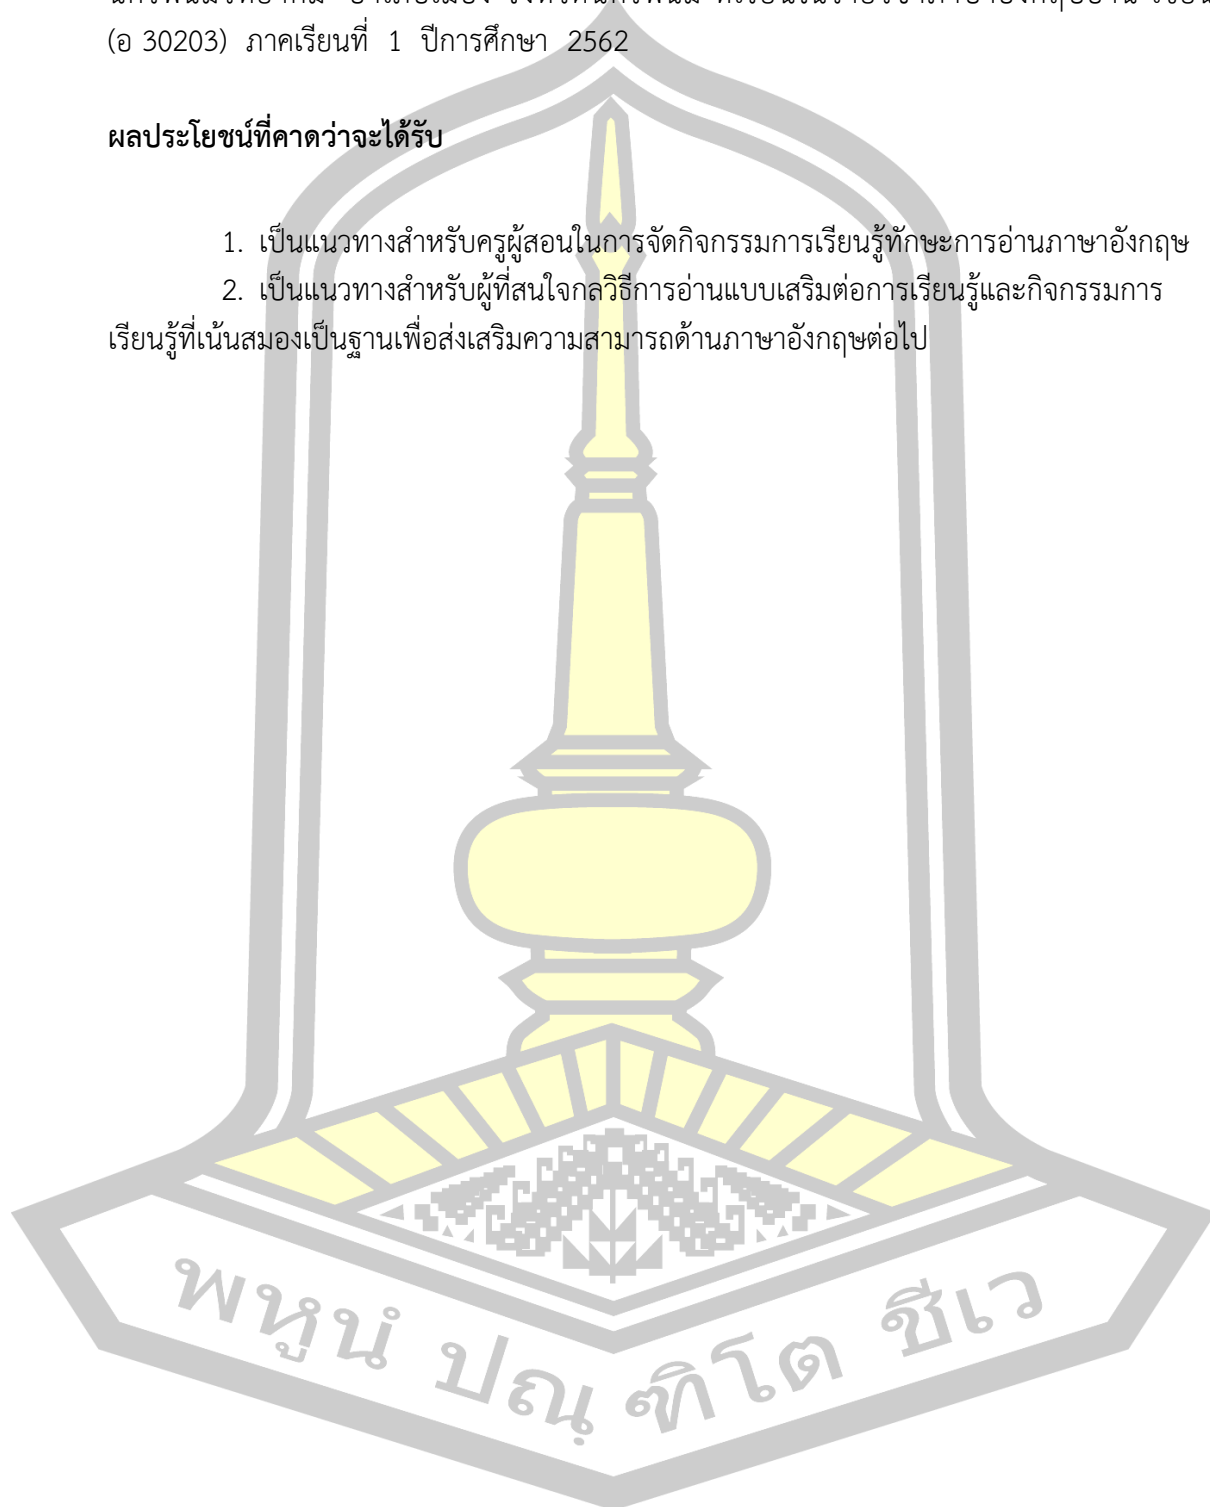 (อ 30203) ภาคเรียนที่ 1 ปีการศึกษา 2562
ผลประโยชน์ที่คาดว่าจะได้รับ
1. เป็นแนวทางสำหรับครูผู้สอนในการจัดกิจกรรมการเรียนรู้ทักษะการอ่านภาษาอังกฤษ
2. เป็นแนวทางสำหรับผู้ที่สนใจกลวิธีการอ่านแบบเสริมต่อการเรียนรู้และกิจกรรมการ
เรียนรู้ที่เน้นสมองเป็นฐานเพื่อส่งเสริมความสามารถด้านภาษาอังกฤษต่อไป
พหูนํ ปณฺฑิโต ชีเว